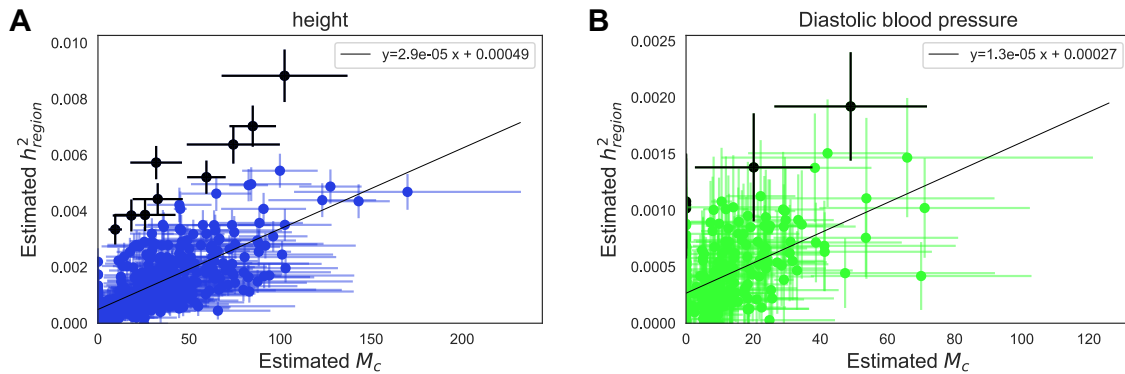 A
height
0.010
0.008
0.006
0.004
0.002
0.000
Estimated h²region
y=2.9e-05 x + 0.00049
0 50 100 150 200
Estimated Mc
B
Diastolic blood pressure
0.0025
0.0020
0.0015
0.0010
0.0005
0.0000
Estimated h²region
y=1.3e-05 x + 0.00027
0 20 40 60 80 100 120
Estimated Mc